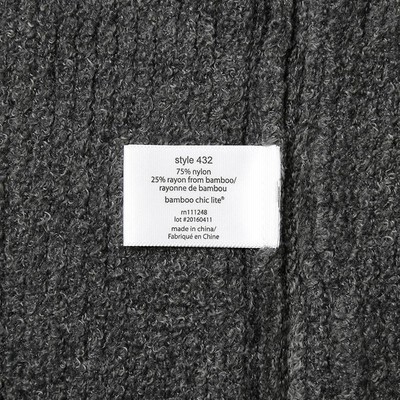 style 432
75% nylon
25% rayon from bamboo/
rayonne de bambou
bamboo chic lite®
rn111248
lot #20160411
made in china/
Fabriqué en Chine